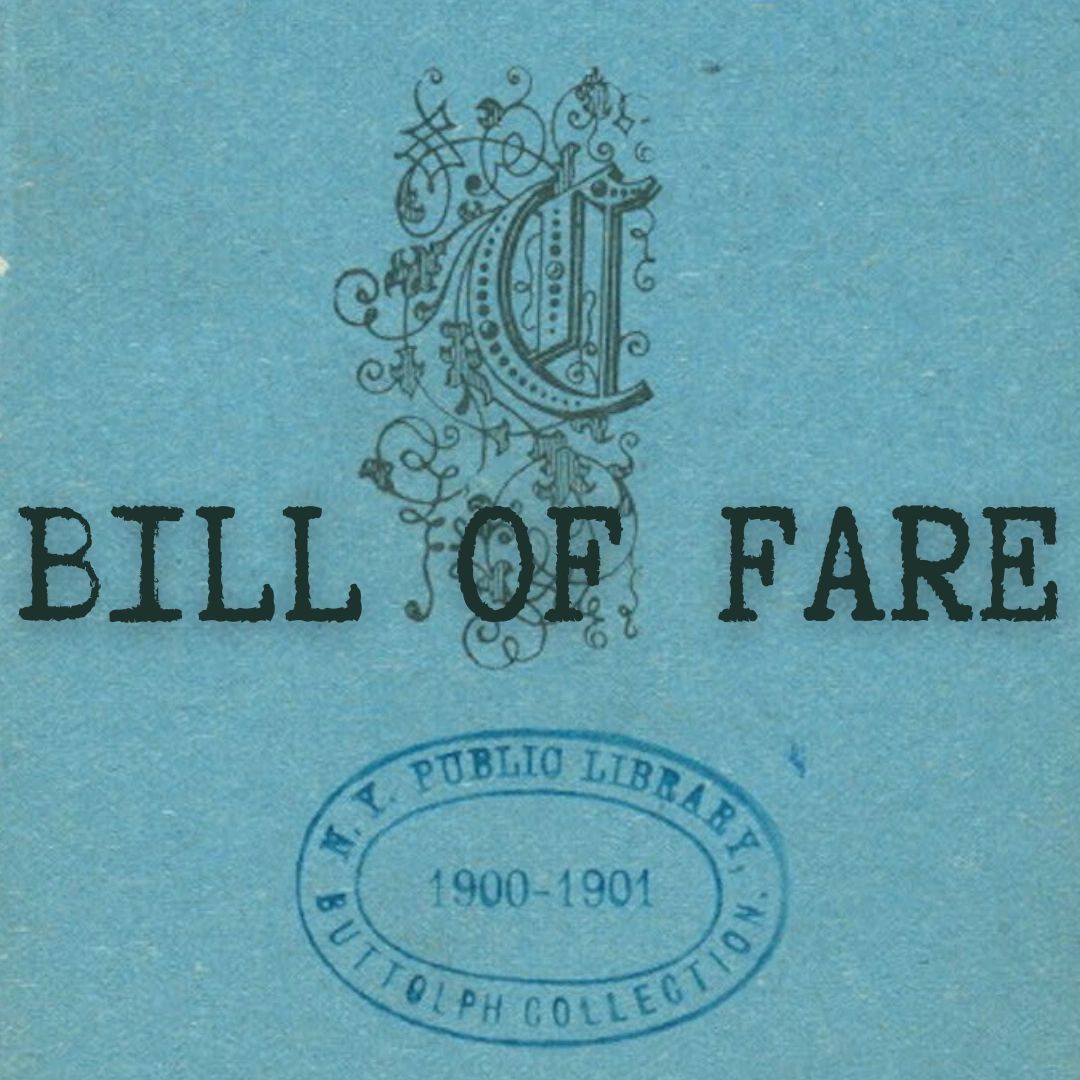 C
BILL OF FARE
N. Y. PUBLIC LIBRARY,
1900-1901
BUTTOLPH COLLECTION.